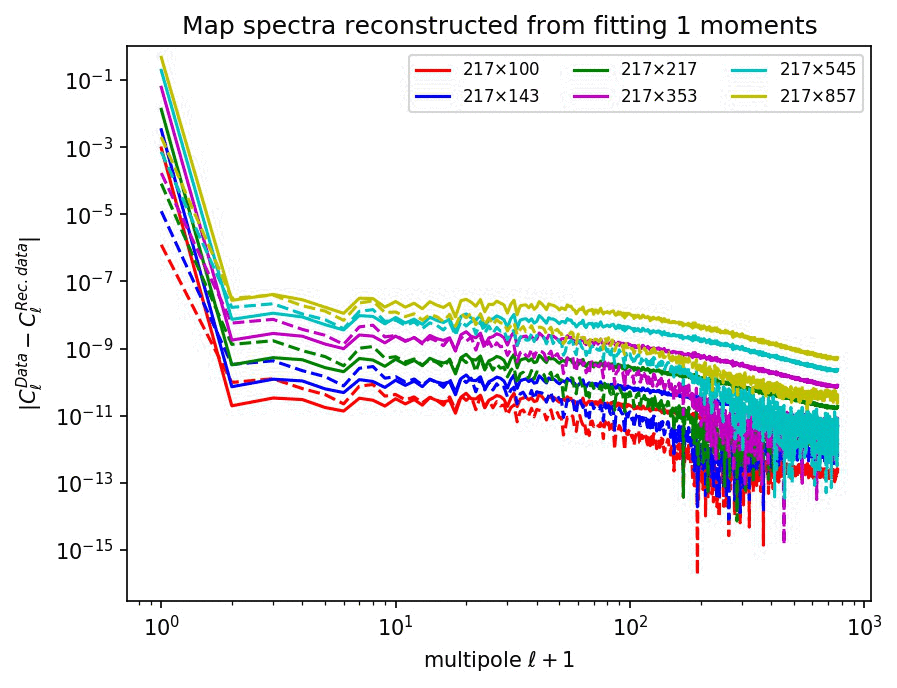 Map spectra reconstructed from fitting 1 moments
217×100 217×217 217×545
217×143 217×353 217×857
|C_ℓ^{Data} − C_ℓ^{Rec. data}|
10^{-1}
10^{-3}
10^{-5}
10^{-7}
10^{-9}
10^{-11}
10^{-13}
10^{-15}
10^0 10^1 10^2 10^3
multipole ℓ + 1